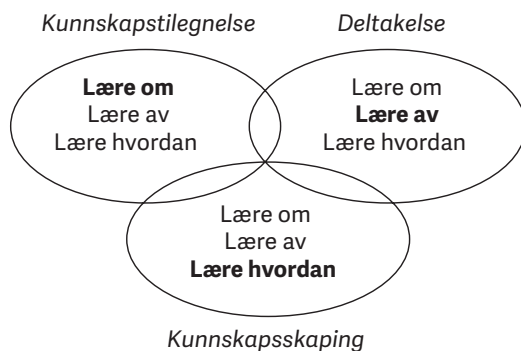 Kunnskapstilegnelse
Deltakelse
Lære om
Lære av
Lære hvordan
Lære om
Lære av
Lære hvordan
Lære om
Lære av
Lære hvordan
Kunnskapsskaping